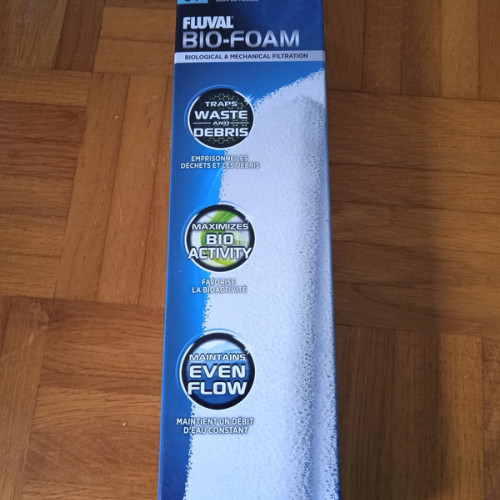 FLUVAL
BIO-FOAM
BIOLOGICAL & MECHANICAL FILTRATION
TRAPS
WASTE
AND
DEBRIS
EMPRISONNE LES
DÉCHETS ET LES DÉBRIS
MAXIMIZES
BIO
ACTIVITY
FAVORISE
LA BIOACTIVITÉ
MAINTAINS
EVEN
FLOW
MAINTIENT UN DÉBIT
D'EAU CONSTANT